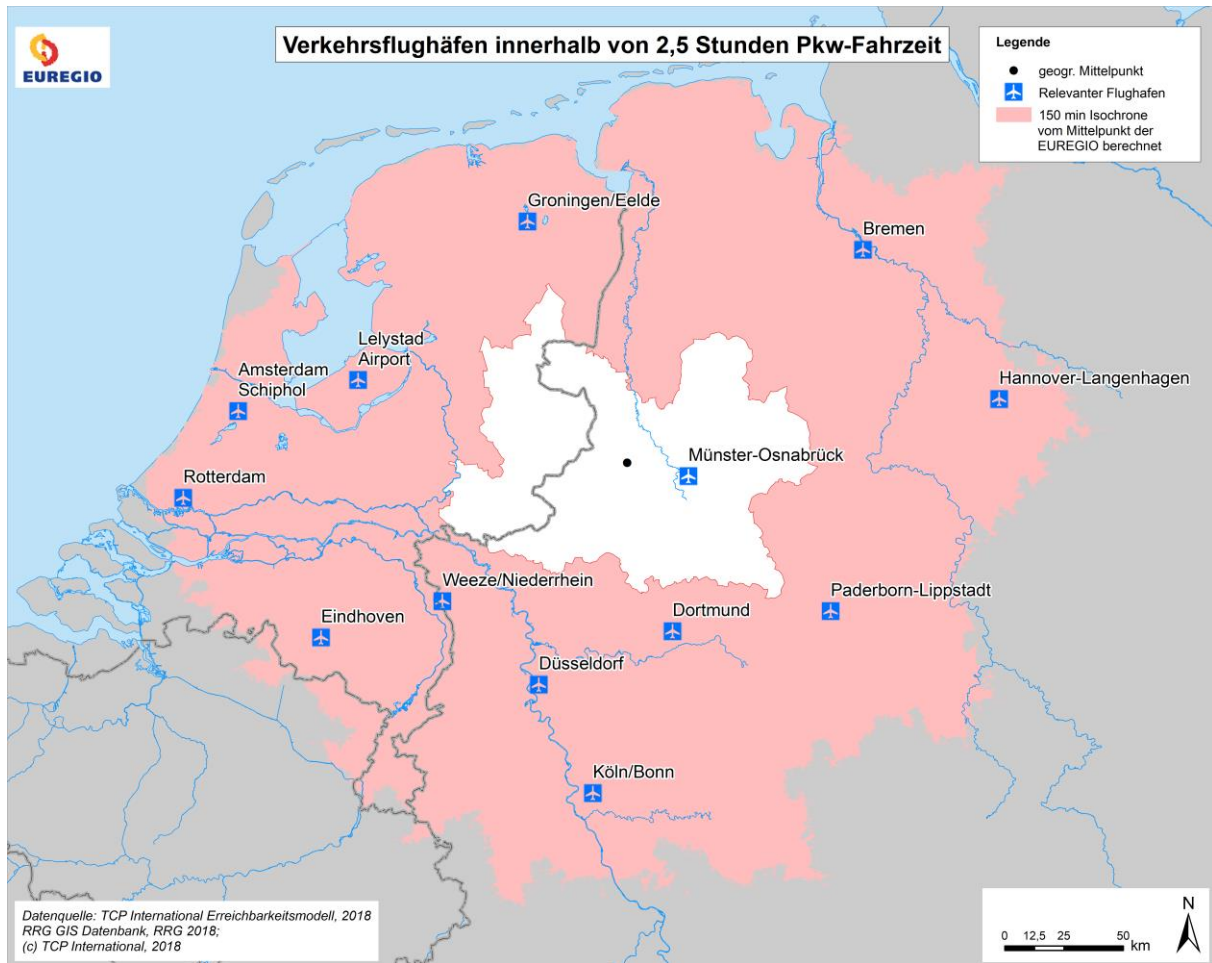 EUREGIO
Verkehrsflughäfen innerhalb von 2,5 Stunden Pkw-Fahrzeit
Legende
geogr. Mittelpunkt
Relevanter Flughafen
150 min Isochrone
vom Mittelpunkt der
EUREGIO berechnet
Groningen/Eelde
Bremen
Lelystad
Airport
Amsterdam
Schiphol
Hannover-Langenhagen
Münster-Osnabrück
Rotterdam
Weeze/Niederrhein
Paderborn-Lippstadt
Eindhoven
Dortmund
Düsseldorf
Köln/Bonn
Datenquelle: TCP International Erreichbarkeitsmodell, 2018
RRG GIS Datenbank, RRG 2018;
(c) TCP International, 2018
N
0 12,5 25 50
km